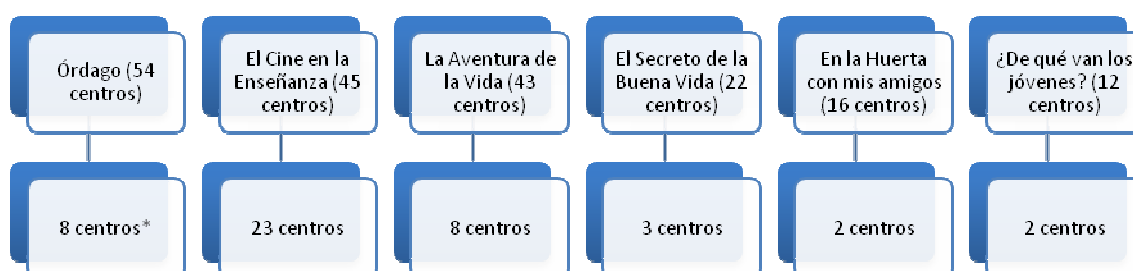 Órdago (54
centros)
El Cine en la
Enseñanza (45
centros)
La Aventura de
la Vida (43
centros)
El Secreto de la
Buena Vida (22
centros)
En la Huerta
con mis amigos
(16 centros)
¿De qué van los
jóvenes? (12
centros)
8 centros*
23 centros
8 centros
3 centros
2 centros
2 centros